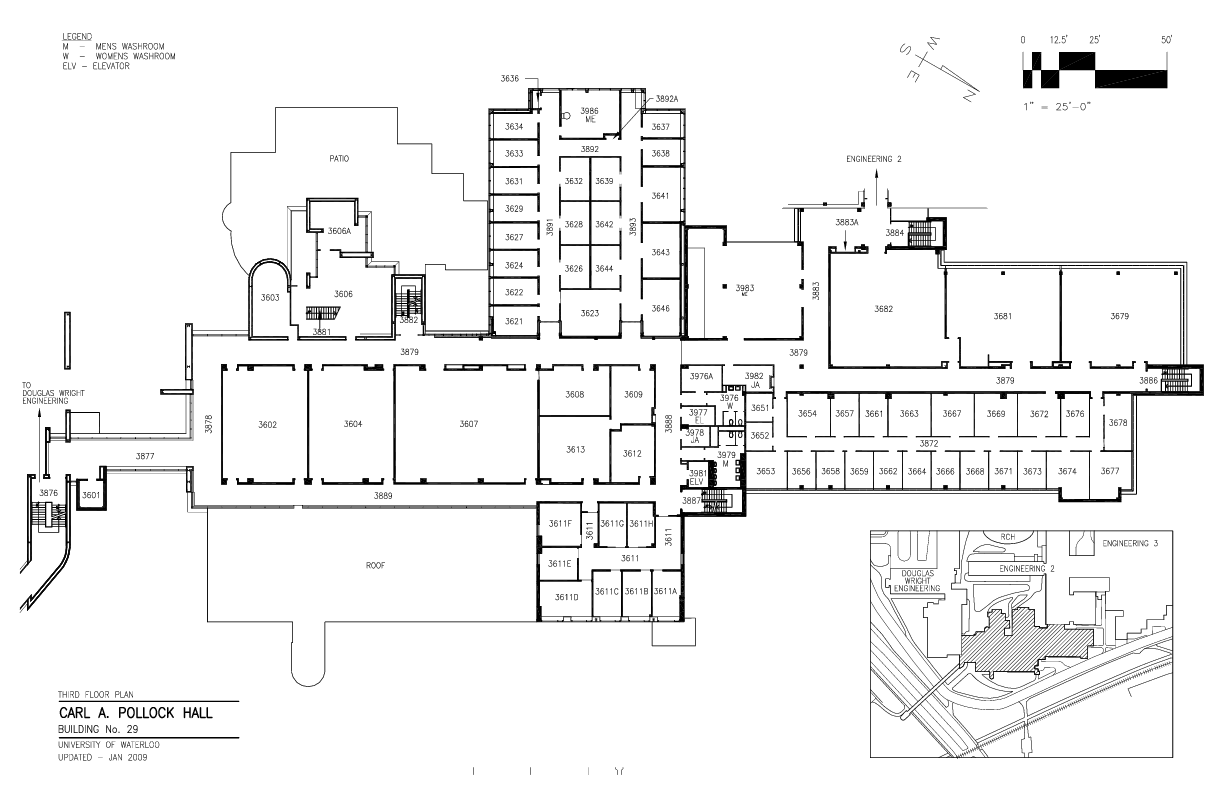 LEGEND
M – MENS WASHROOM
W – WOMENS WASHROOM
ELV – ELEVATOR
W
S
E
N
0 12.5' 25' 50'
1" = 25'-0"
3636
3986
ME
3892A
3634
3637
3633
3892
3638
PATIO
ENGINEERING 2
3631
3632
3639
3641
3629
3628
3642
3891
3893
3606A
3883A
3884
3627
3643
3624
3626
3644
3603
3606
3622
3983
3883
3682
3681
3679
3621
3623
3646
3881
3882
3879
3879
3879
3886
TO
DOUGLAS WRIGHT
ENGINEERING
3976A
3982
JA
3608
3609
3976
W
3977
EL
3651
3654
3657
3661
3663
3667
3669
3672
3676
3878
3602
3604
3607
3888
3978
JA
3652
3678
3872
3613
3612
3877
3979
M
3981
ELV
3653
3656
3658
3659
3662
3664
3666
3668
3671
3673
3674
3677
3876
3601
3889
3887
3611F
3611
3611G
3611H
3611
3611E
3611
3611D
3611C
3611B
3611A
ROOF
RCH
ENGINEERING 3
ENGINEERING 2
DOUGLAS
WRIGHT
ENGINEERING
THIRD FLOOR PLAN
CARL A. POLLOCK HALL
BUILDING No. 29
UNIVERSITY OF WATERLOO
UPDATED – JAN 2009